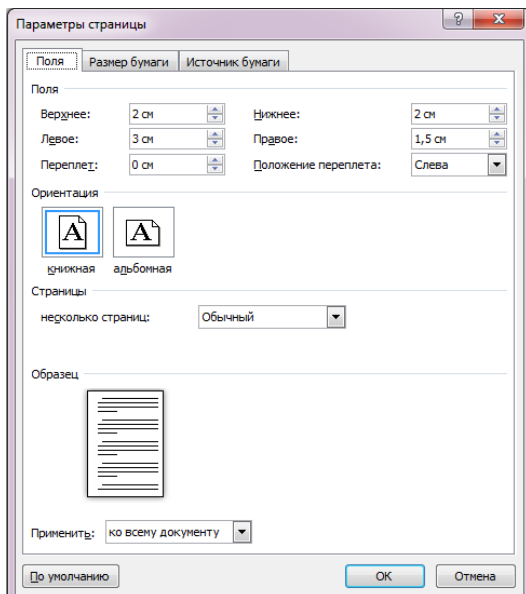 Параметры страницы
Поля Размер бумаги Источник бумаги
Поля
Верхнее: 2 см Нижнее: 2 см
Левое: 3 см Правое: 1,5 см
Переплет: 0 см Положение переплета: Слева
Ориентация
A A
книжная альбомная
Страницы
несколько страниц: Обычный
Образец
Применить: ко всему документу
По умолчанию ОК Отмена